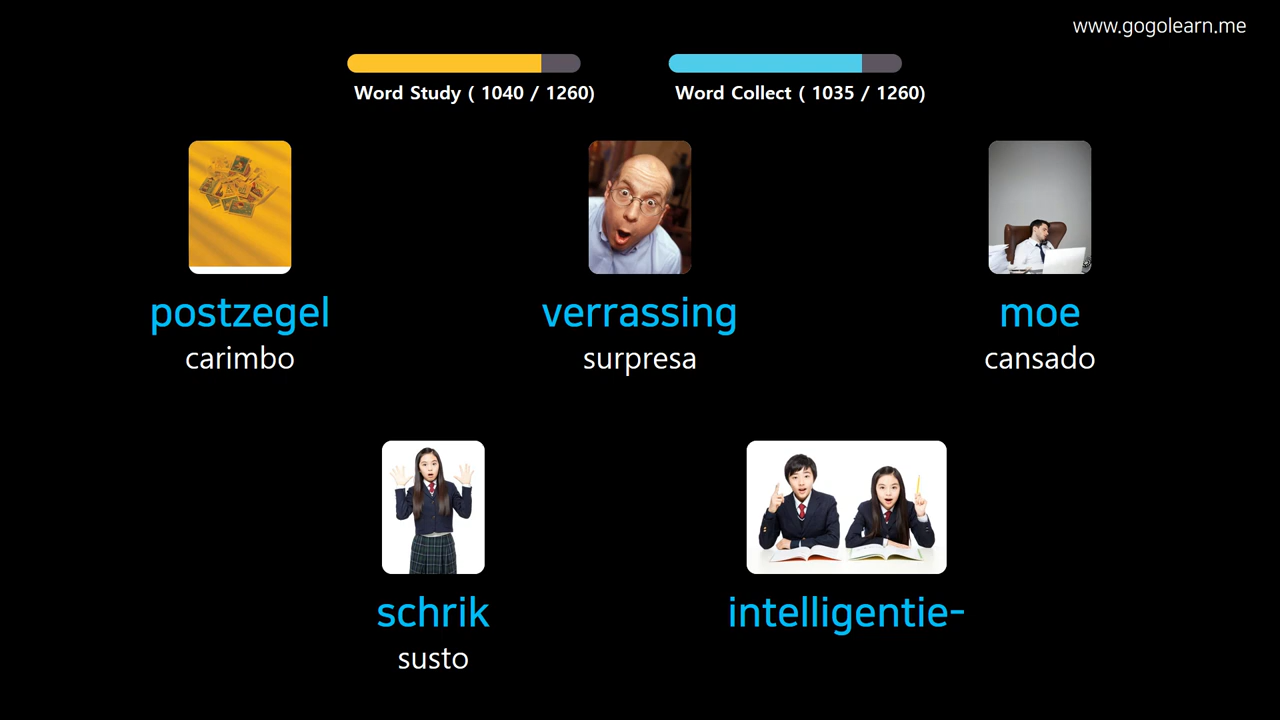 www.gogolearn.me
Word Study ( 1040 / 1260)
Word Collect ( 1035 / 1260)
postzegel
carimbo
verrassing
surpresa
moe
cansado
schrik
susto
intelligentie-